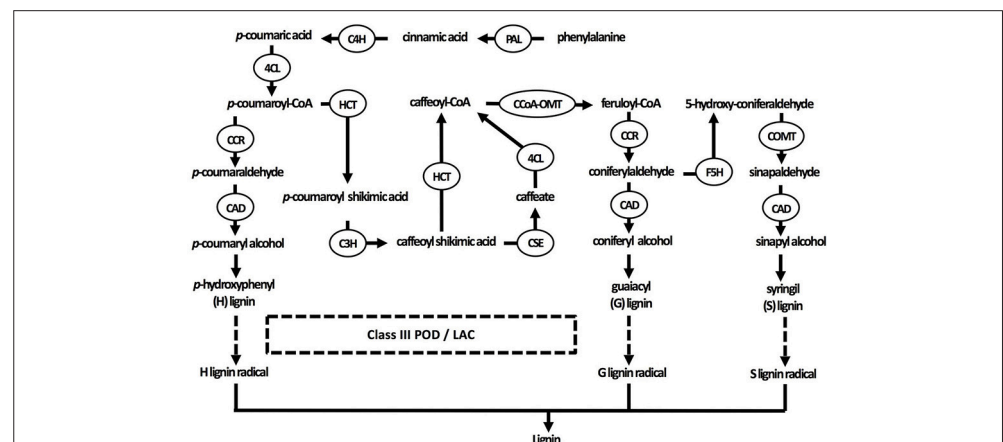 p-coumaric acid C4H cinnamic acid PAL phenylalanine
4CL
p-coumaroyl-CoA HCT caffeoyl-CoA CCoA-OMT feruloyl-CoA 5-hydroxy-coniferaldehyde
CCR CCR COMT
4CL
p-coumaraldehyde HCT coniferylaldehyde F5H sinapaldehyde
p-coumaroyl shikimic acid caffeate
CAD CAD CAD
p-coumaryl alcohol C3H caffeoyl shikimic acid CSE coniferyl alcohol sinapyl alcohol
p-hydroxyphenyl guaiacyl syringil
(H) lignin (G) lignin (S) lignin
Class III POD / LAC
H lignin radical G lignin radical S lignin radical
Lignin